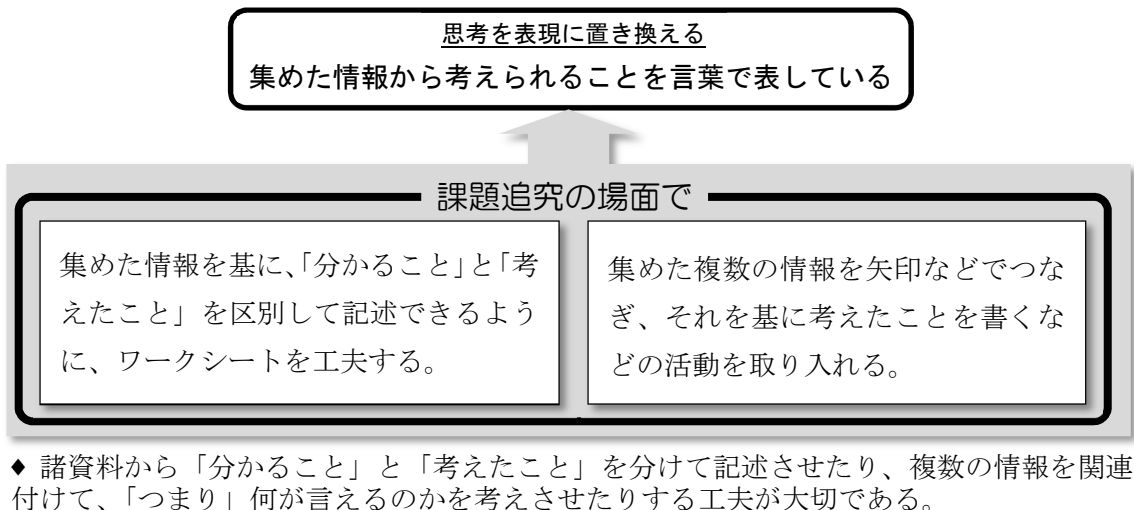 思考を表現に置き換える
集めた情報から考えられることを言葉で表している
課題追究の場面で
集めた情報を基に、「分かること」と「考
えたこと」を区別して記述できるよう
に、ワークシートを工夫する。
集めた複数の情報を矢印などでつな
ぎ、それを基に考えたことを書くな
どの活動を取り入れる。
♦ 諸資料から「分かること」と「考えたこと」を分けて記述させたり、複数の情報を関連
付けて、「つまり」何が言えるのかを考えさせたりする工夫が大切である。